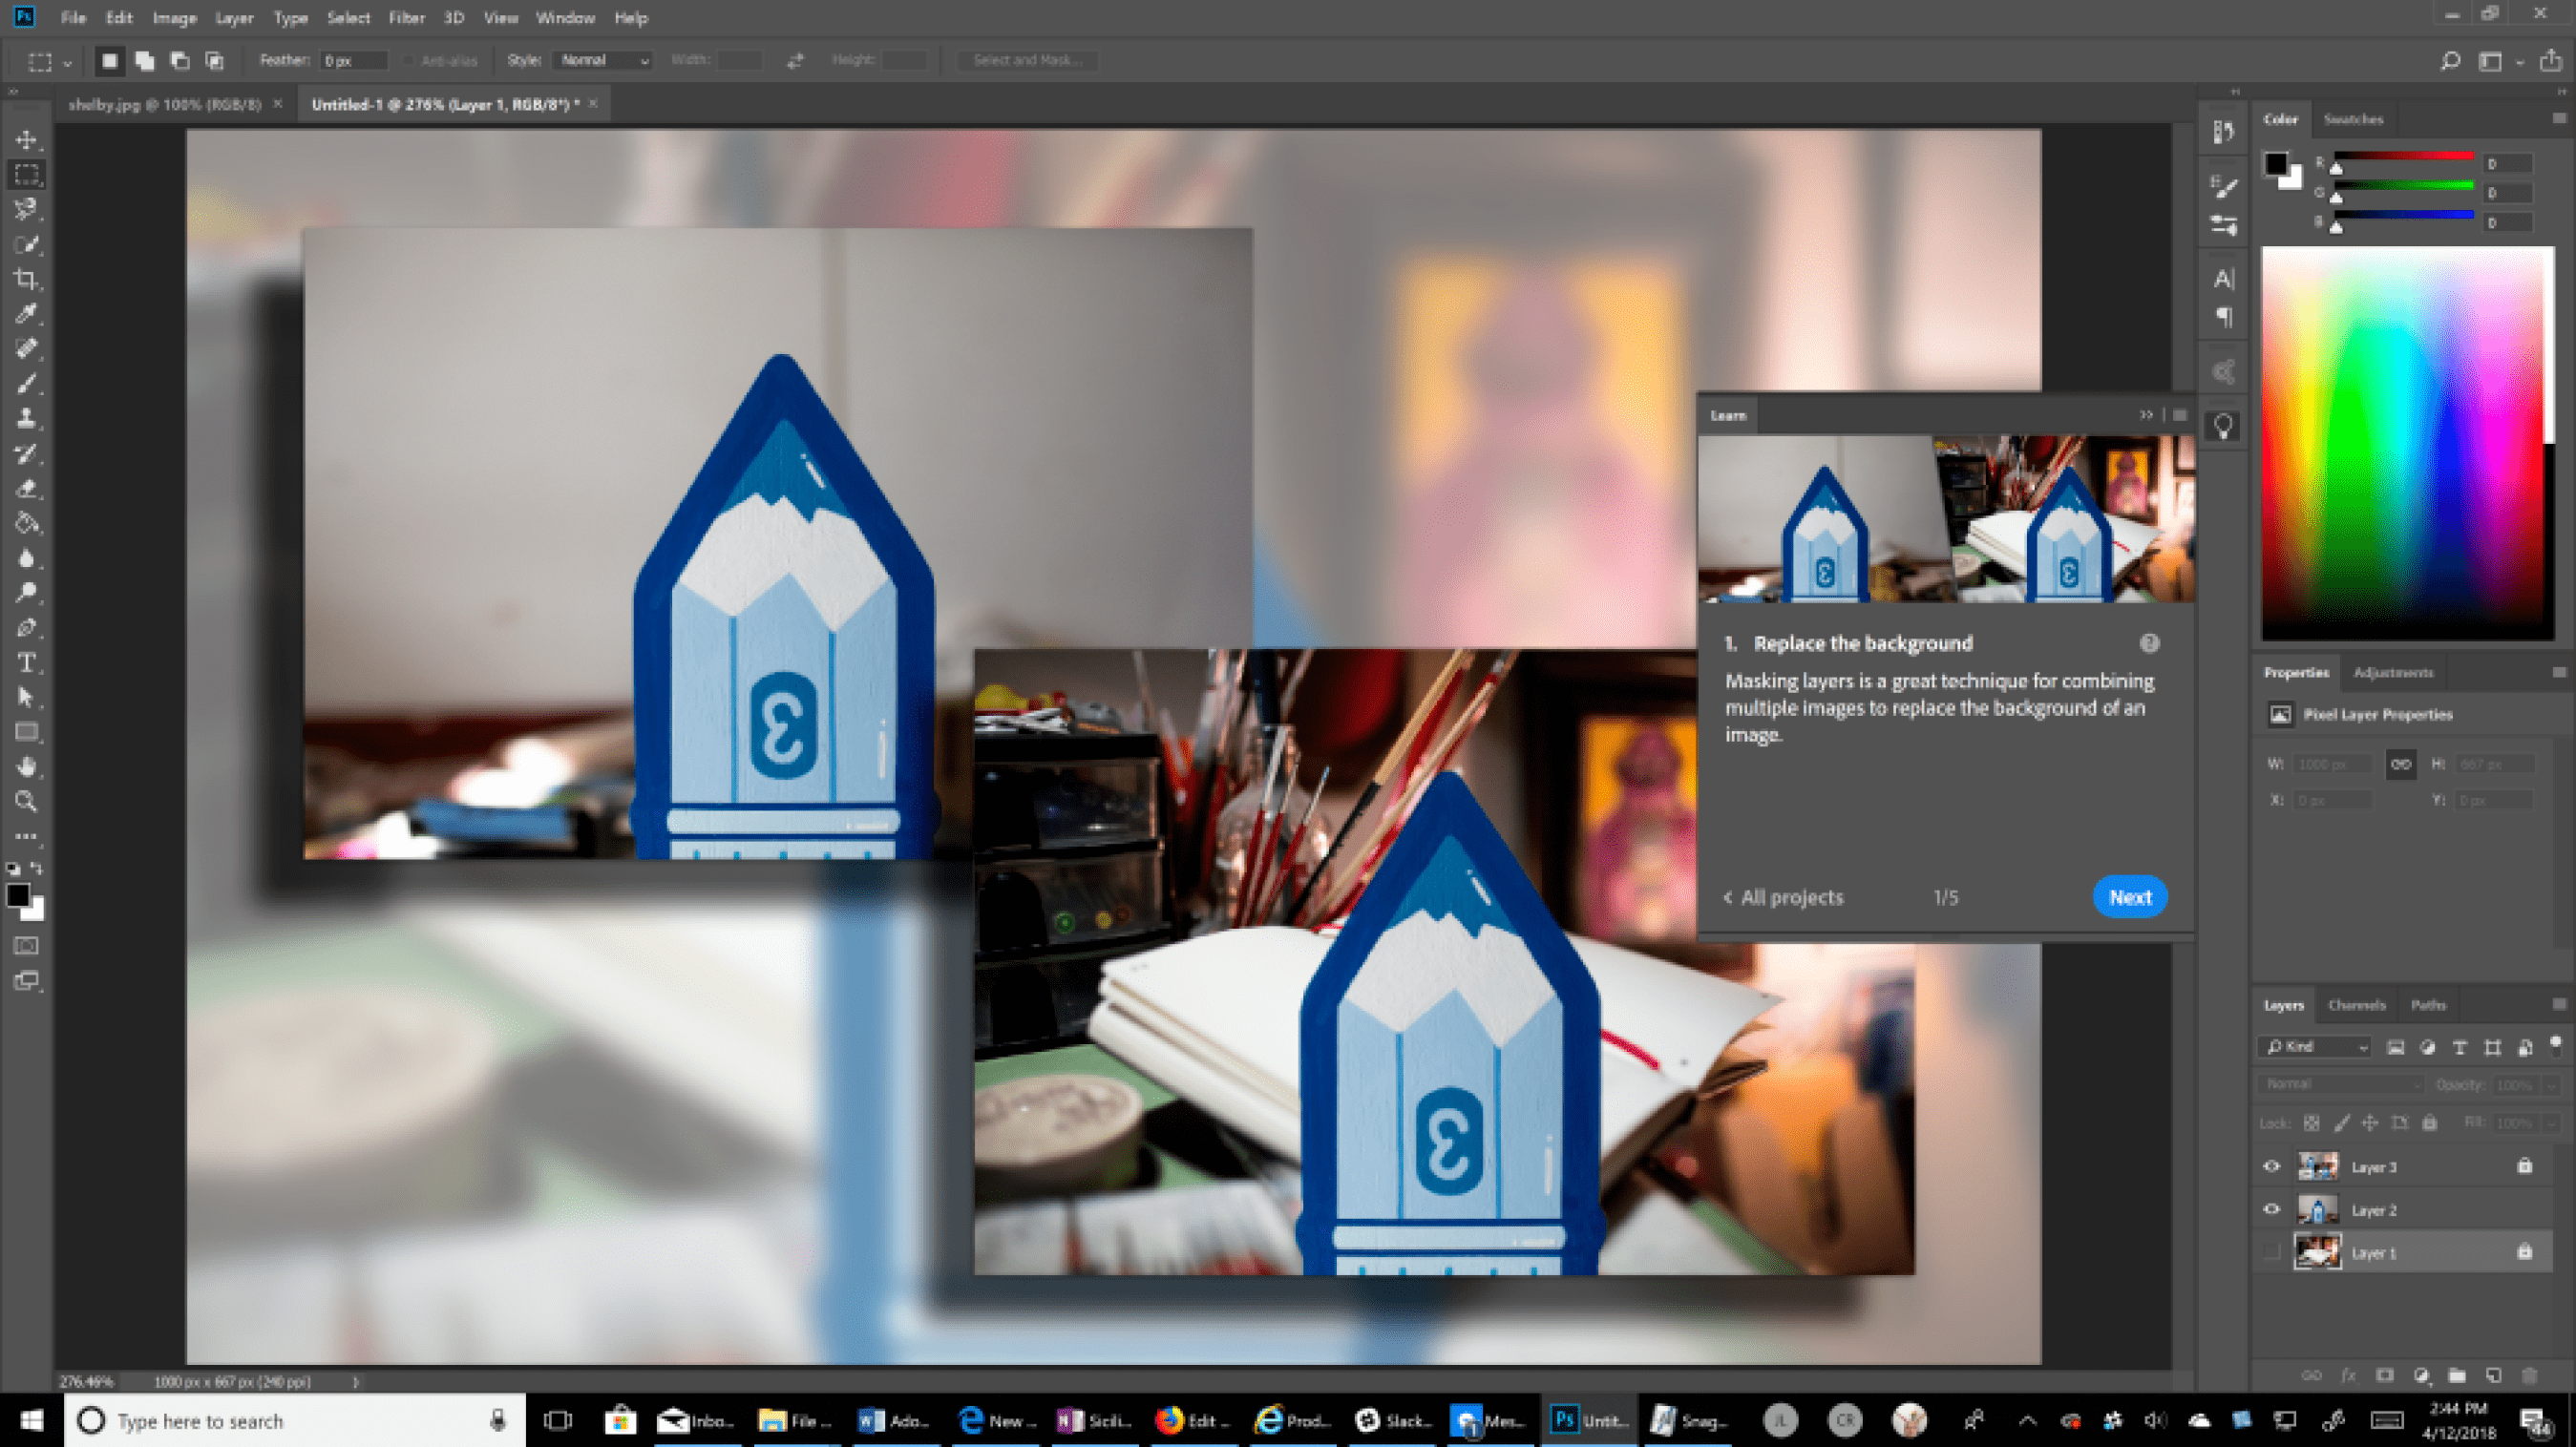 Ps File Edit Image Layer Type Select Filter 3D View Window Help
Feather: 0 px Anti-alias Style: Normal Width: Height: Select and Mask...
shelby.jpg @ 100% (RGB/8) × Untitled-1 @ 276% (Layer 1, RGB/8*) * ×
Color Swatches
R 0
G 0
B 0
Learn
1. Replace the background
Masking layers is a great technique for combining
multiple images to replace the background of an
image.
< All projects 1/5 Next
Properties Adjustments
Pixel Layer Properties
W: 1000 px H: 667 px
X: 0 px Y: 0 px
Layers Channels Paths
Kind
Normal Opacity: 100%
Lock: Fill: 100%
Layer 3
Layer 2
Layer 1
276.46% 1000 px x 667 px (240 ppi)
Type here to search Inbo... File ... Ado... New ... Sicili... Edit ... Prod... Slack... Mes... Ps Untit... Snag... JL CR
2:44 PM
4/12/2018
44